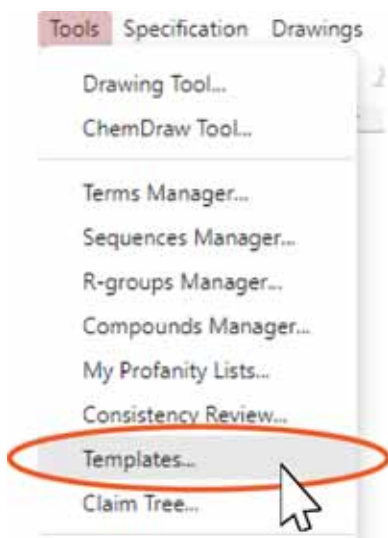 Tools Specification Drawings
Drawing Tool...
ChemDraw Tool...
Terms Manager...
Sequences Manager...
R-groups Manager...
Compounds Manager...
My Profanity Lists...
Consistency Review...
Templates...
Claim Tree...